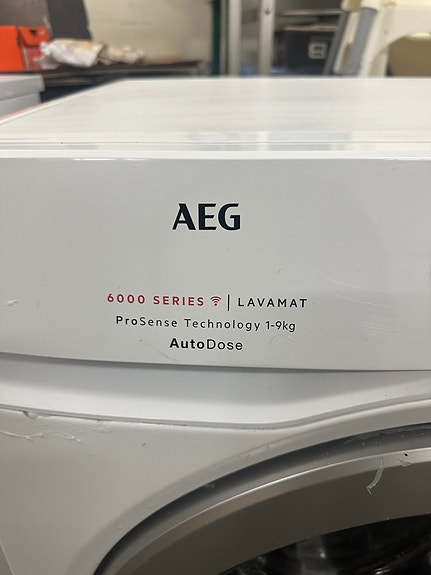 AEG
6000 SERIES | LAVAMAT
ProSense Technology 1-9kg
AutoDose